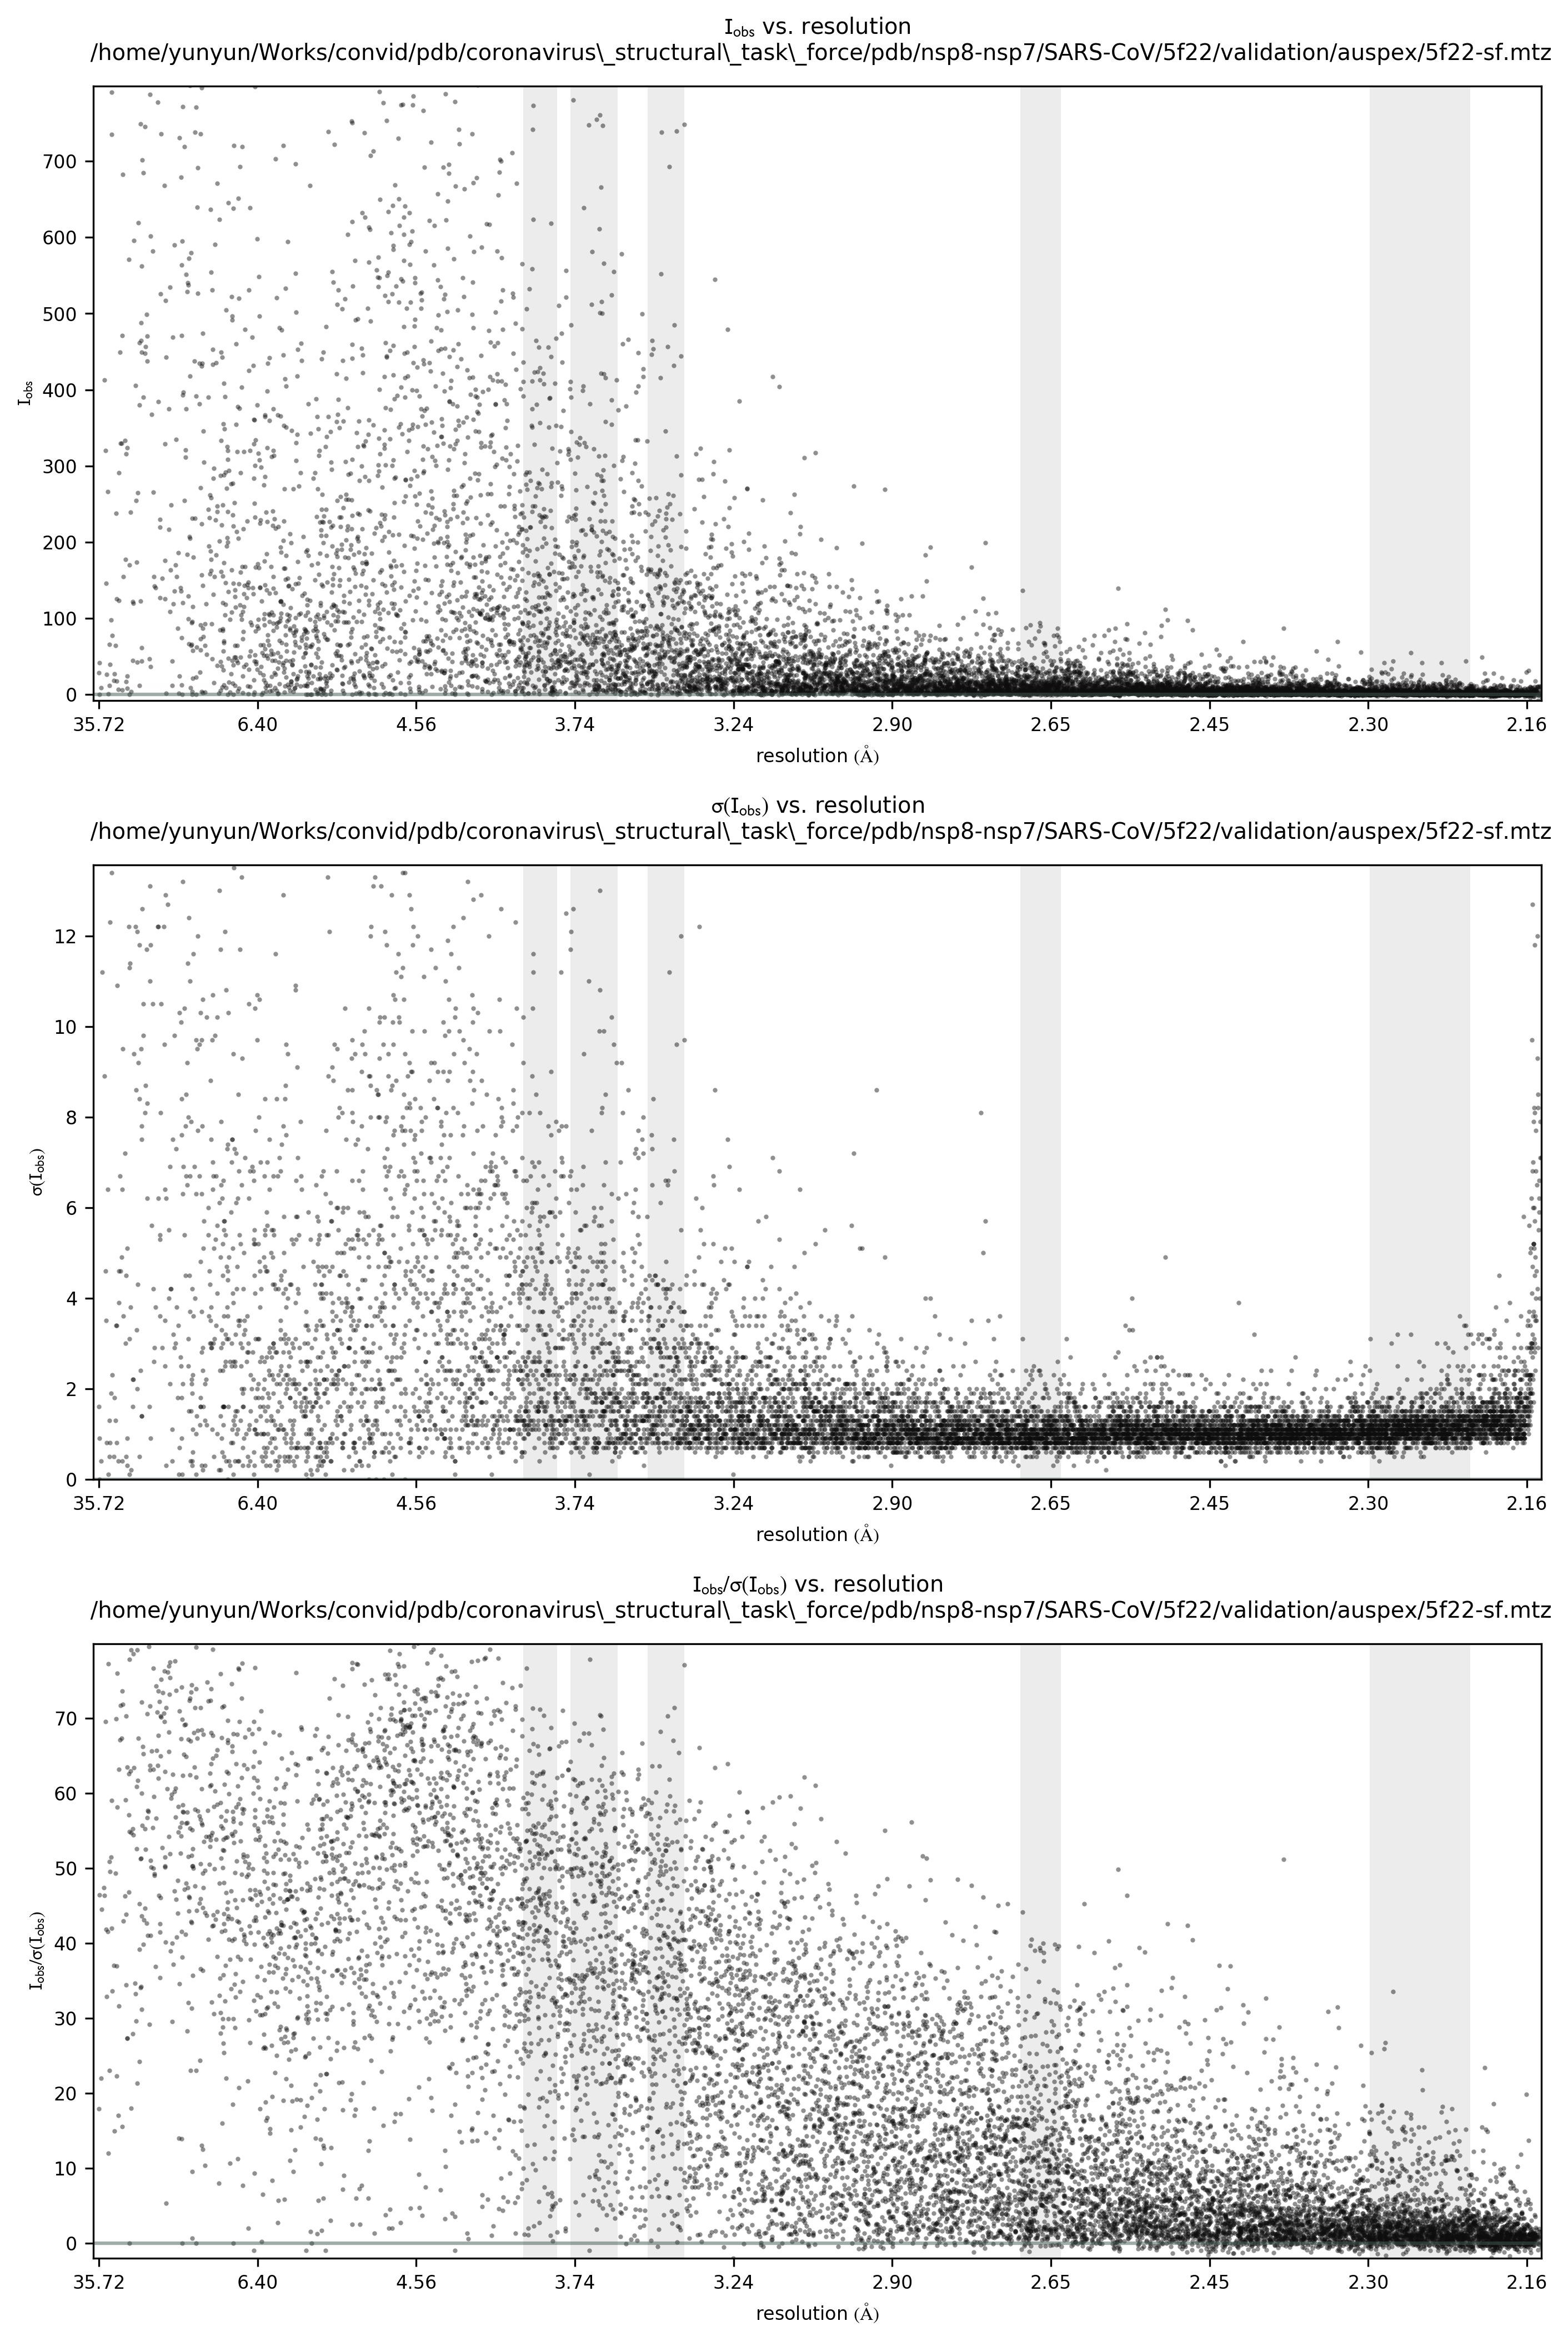 Iobs vs. resolution
/home/yunyun/Works/convid/pdb/coronavirus\_structural\_task\_force/pdb/nsp8-nsp7/SARS-CoV/5f22/validation/auspex/5f22-sf.mtz
700
600
500
400
300
200
100
0
Iobs
35.72 6.40 4.56 3.74 3.24 2.90 2.65 2.45 2.30 2.16
resolution (Å)
σ(Iobs) vs. resolution
/home/yunyun/Works/convid/pdb/coronavirus\_structural\_task\_force/pdb/nsp8-nsp7/SARS-CoV/5f22/validation/auspex/5f22-sf.mtz
12
10
8
6
4
2
0
σ(Iobs)
35.72 6.40 4.56 3.74 3.24 2.90 2.65 2.45 2.30 2.16
resolution (Å)
Iobs/σ(Iobs) vs. resolution
/home/yunyun/Works/convid/pdb/coronavirus\_structural\_task\_force/pdb/nsp8-nsp7/SARS-CoV/5f22/validation/auspex/5f22-sf.mtz
70
60
50
40
30
20
10
0
Iobs/σ(Iobs)
35.72 6.40 4.56 3.74 3.24 2.90 2.65 2.45 2.30 2.16
resolution (Å)